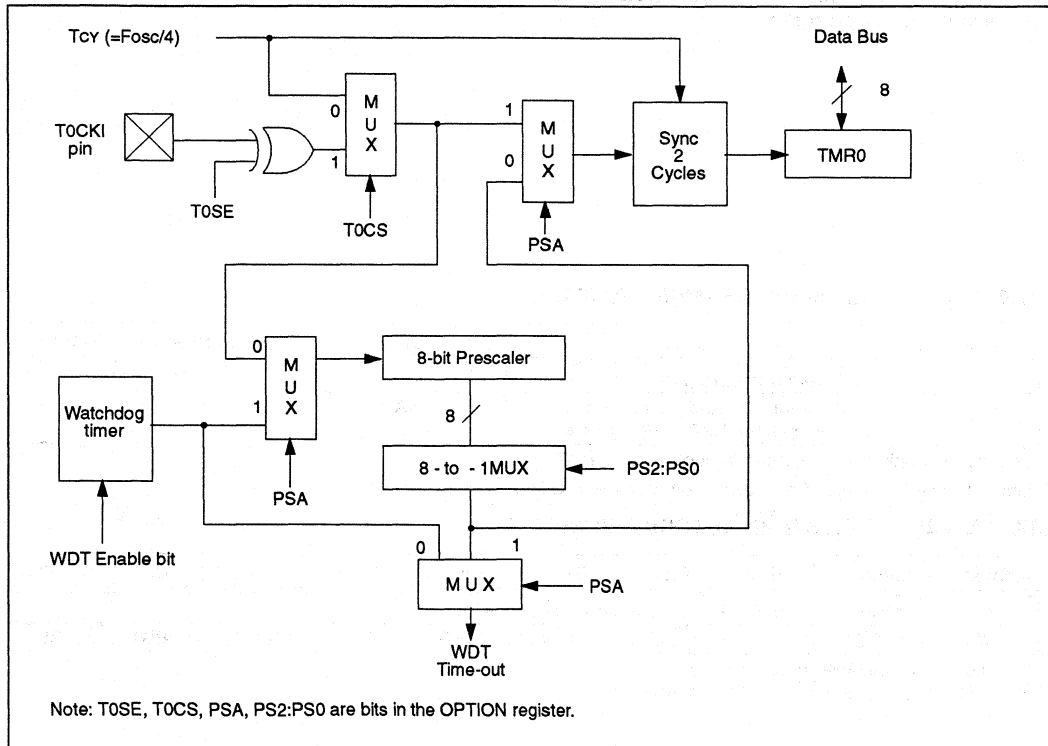 TCY (=Fosc/4)
Data Bus
8
T0CKI
pin
0
1
M
U
X
T0SE
T0CS
1
0
M
U
X
PSA
Sync
2
Cycles
TMR0
0
1
M
U
X
PSA
8-bit Prescaler
8
Watchdog
timer
WDT Enable bit
8 - to - 1MUX
PS2:PS0
0
1
M U X
PSA
WDT
Time-out
Note: T0SE, T0CS, PSA, PS2:PS0 are bits in the OPTION register.